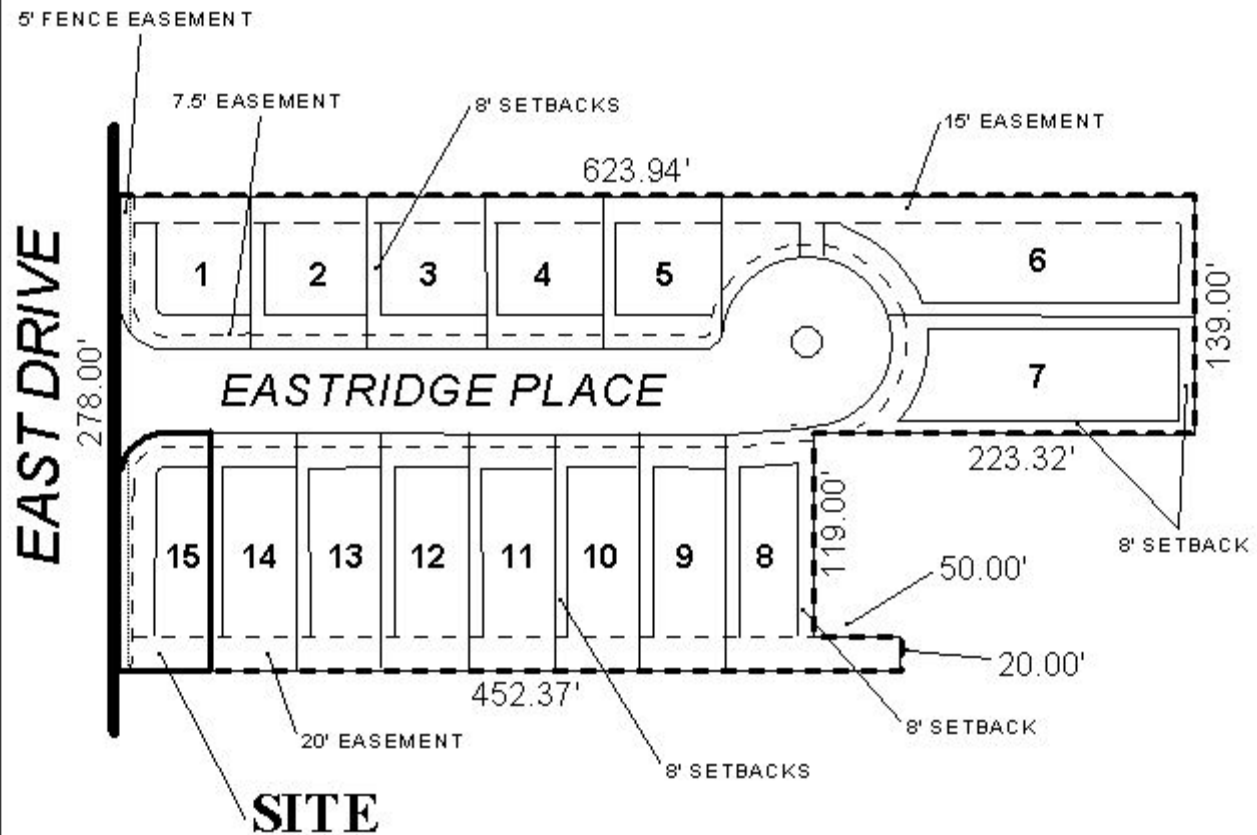 5' FENCE EASEMENT
7.5' EASEMENT
8' SETBACKS
15' EASEMENT
623.94'
1
2
3
4
5
6
139.00'
EAST DRIVE
278.00'
EASTRIDGE PLACE
7
223.32'
8' SETBACK
15
14
13
12
11
10
9
8
119.00'
50.00'
20.00'
452.37'
20' EASEMENT
8' SETBACKS
8' SETBACK
SITE